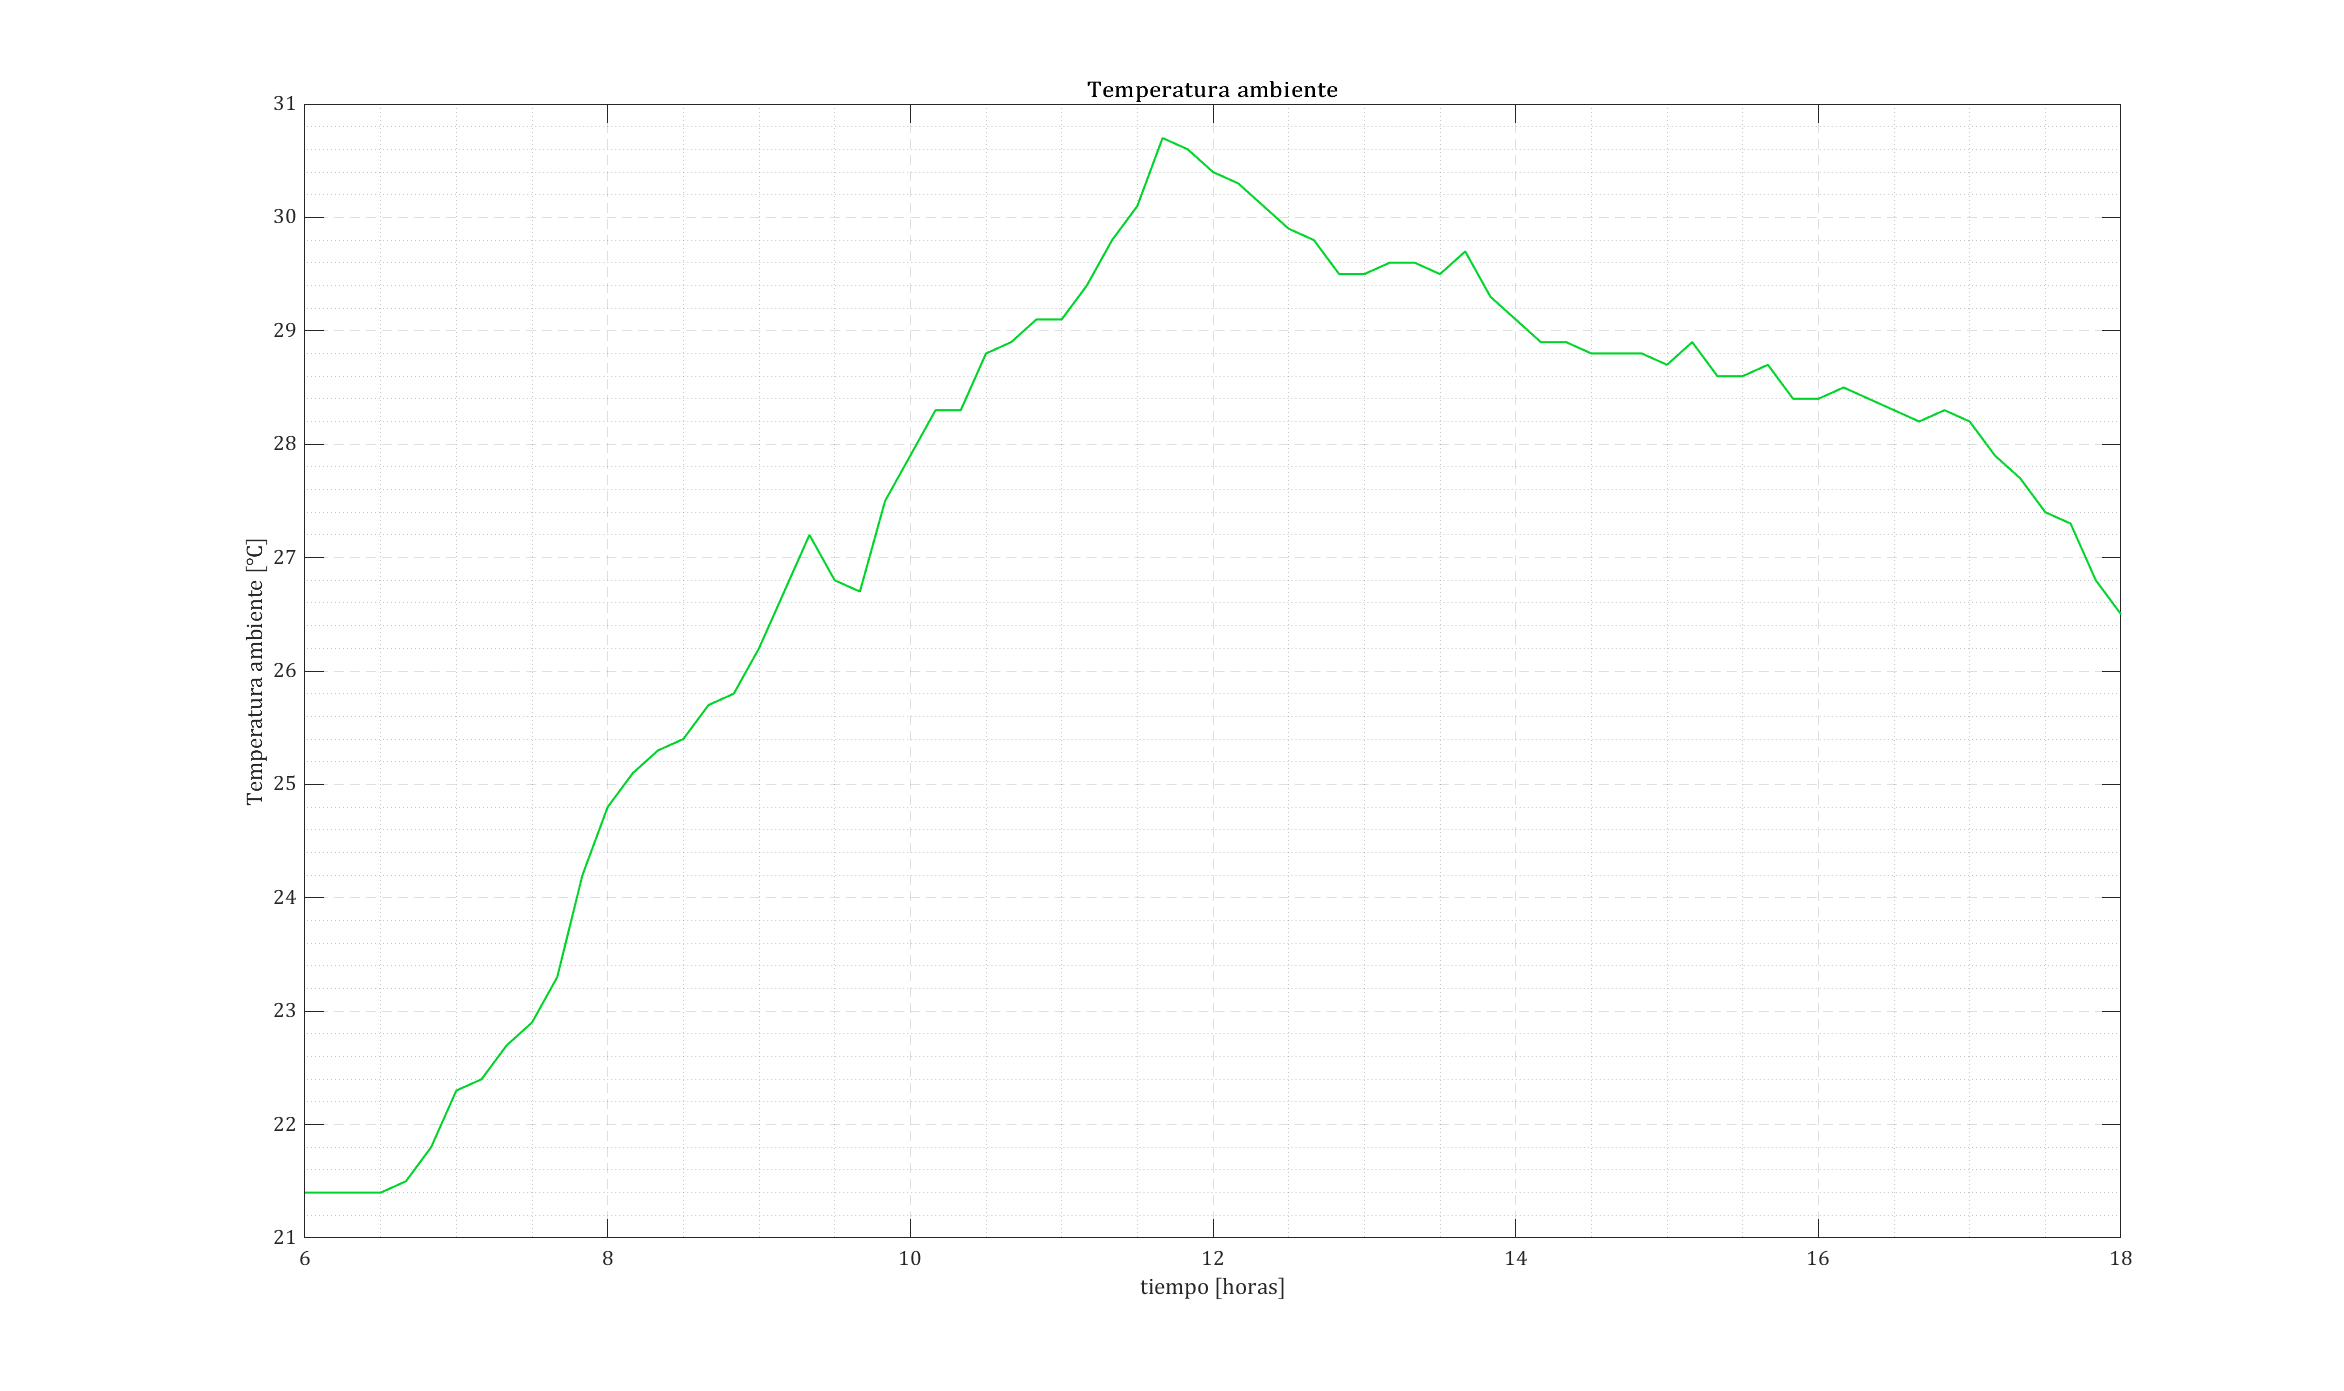 Temperatura ambiente
31
30
29
28
27
26
25
24
23
22
21
Temperatura ambiente [°C]
6 8 10 12 14 16 18
tiempo [horas]